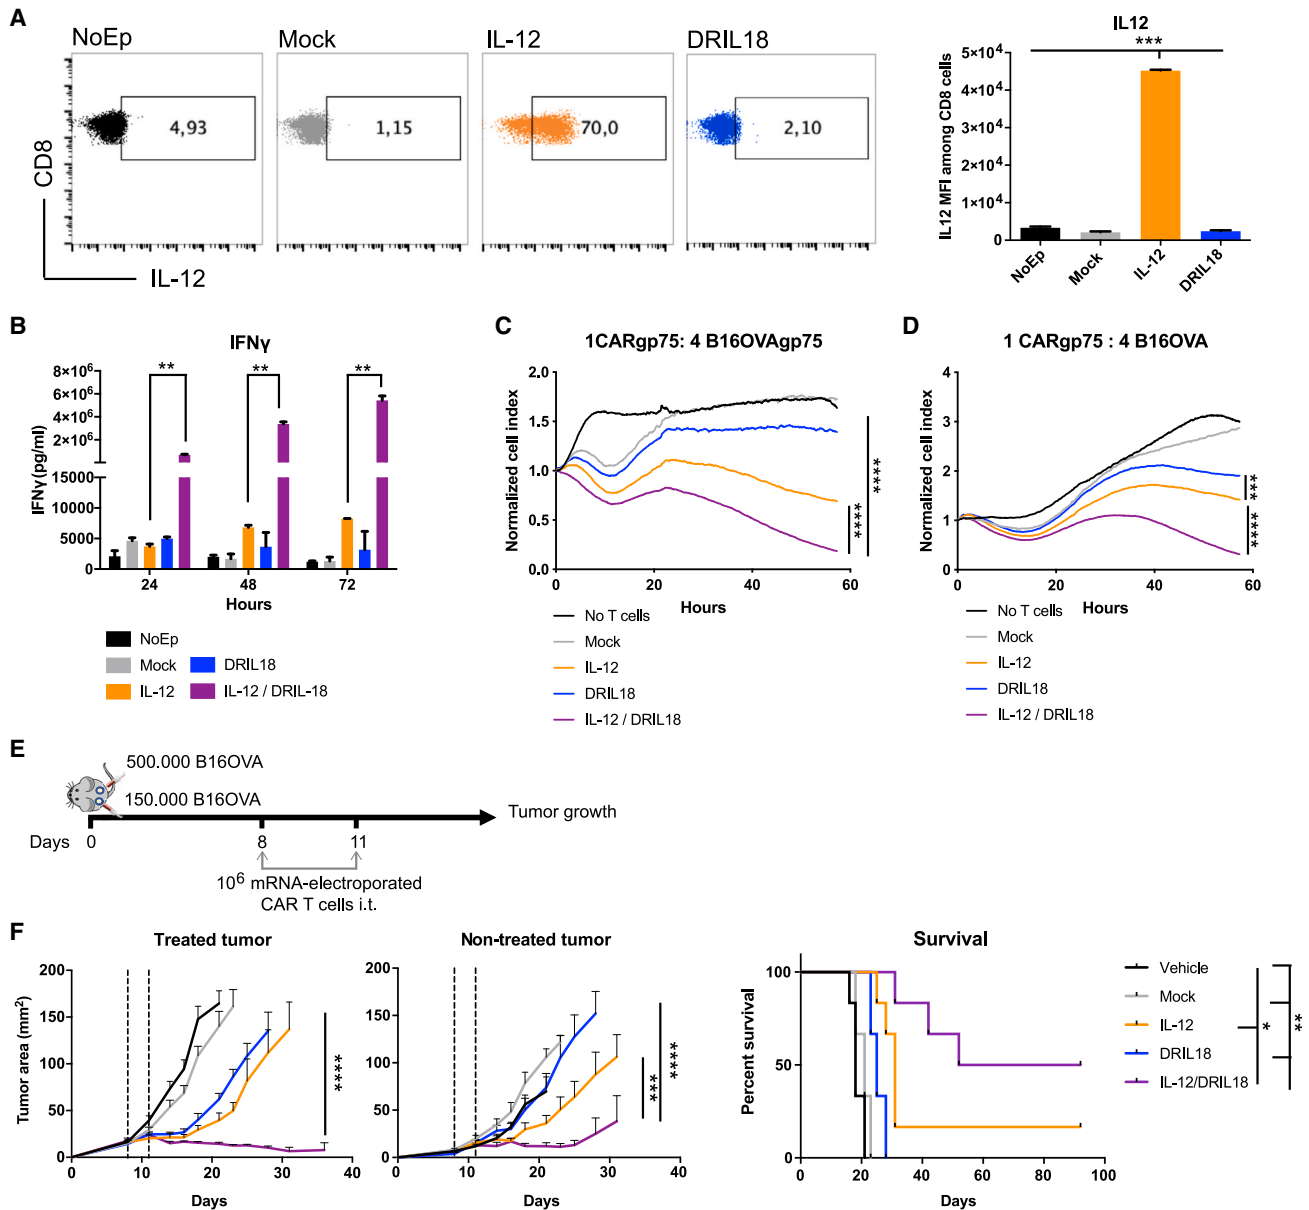 A
NoEp
Mock
IL-12
DRIL18
4,93
1,15
70,0
2,10
CD8
IL-12
IL12
***
IL12 MFI among CD8 cells
5×10⁴
4×10⁴
3×10⁴
2×10⁴
1×10⁴
0
NoEp
Mock
IL-12
DRIL18
B
IFNγ
IFNγ (pg/ml)
8×10⁶
6×10⁶
4×10⁶
2×10⁶
15000
10000
5000
0
**
**
**
24
48
72
Hours
NoEp
Mock
DRIL18
IL-12
IL-12 / DRIL-18
C
1CARgp75: 4 B16OVAgp75
Normalized cell index
2.0
1.5
1.0
0.5
0.0
0
20
40
60
Hours
****
****
No T cells
Mock
IL-12
DRIL18
IL-12 / DRIL18
D
1 CARgp75 : 4 B16OVA
Normalized cell index
4
3
2
1
0
0
20
40
60
Hours
***
****
No T cells
Mock
IL-12
DRIL18
IL-12 / DRIL18
E
500.000 B16OVA
150.000 B16OVA
Tumor growth
Days
0
8
11
10⁶ mRNA-electroporated
CAR T cells i.t.
F
Treated tumor
Tumor area (mm²)
200
150
100
50
0
0
10
20
30
40
Days
****
Non-treated tumor
200
150
100
50
0
0
10
20
30
40
Days
***
****
Survival
Percent survival
100
50
0
0
20
40
60
80
100
Days
Vehicle
Mock
IL-12
DRIL18
IL-12/DRIL18
*
**